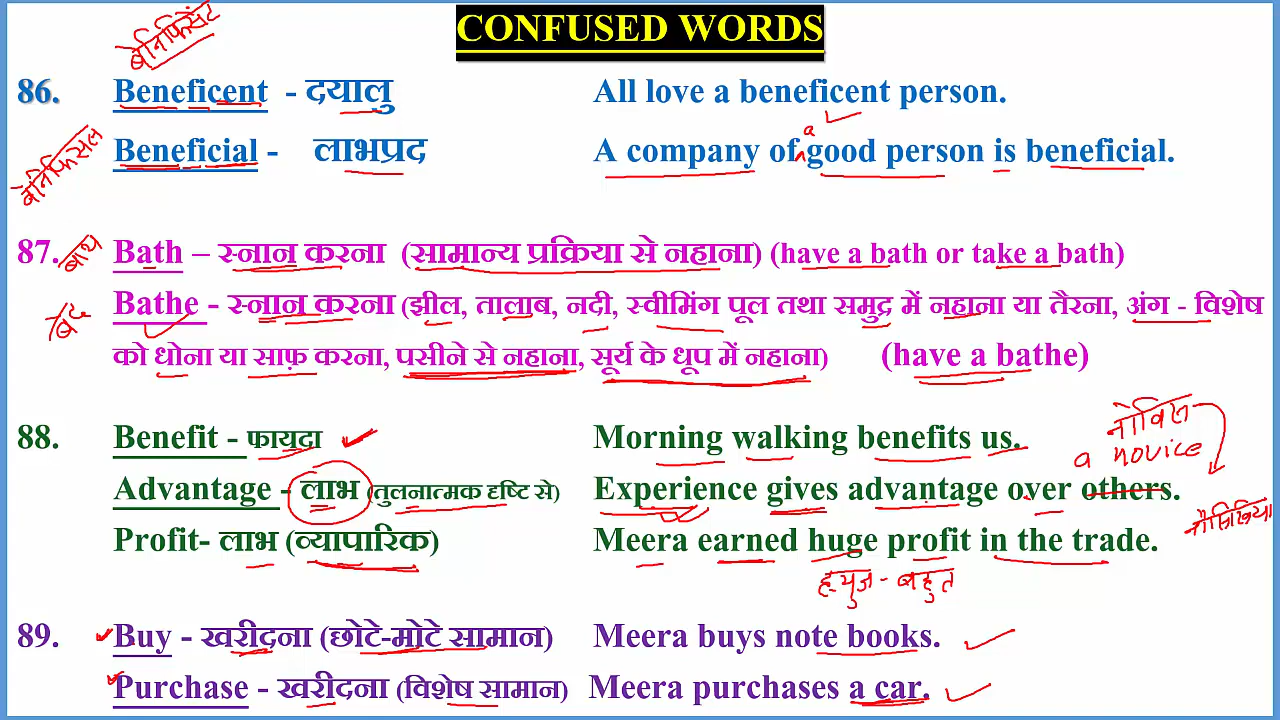 CONFUSED WORDS
बेनिफिसेंट
86. Beneficent - दयालु All love a beneficent person.
a
Beneficial - लाभप्रद A company of good person is beneficial.
बेनिफिसल
87. बाथ Bath – स्नान करना (सामान्य प्रक्रिया से नहाना) (have a bath or take a bath)
बेद Bathe - स्नान करना (झील, तालाब, नदी, स्वीमिंग पूल तथा समुद्र में नहाना या तैरना, अंग - विशेष
को धोना या साफ़ करना, पसीने से नहाना, सूर्य के धूप में नहाना) (have a bathe)
नोविस
88. Benefit - फायदा Morning walking benefits us. a novice
Advantage - लाभ (तुलनात्मक दृष्टि से) Experience gives advantage over others.
नौसिखिया
Profit- लाभ (व्यापारिक) Meera earned huge profit in the trade.
ह्युज - बहुत
89. Buy - खरीदना (छोटे-मोटे सामान) Meera buys note books.
Purchase - खरीदना (विशेष सामान) Meera purchases a car.